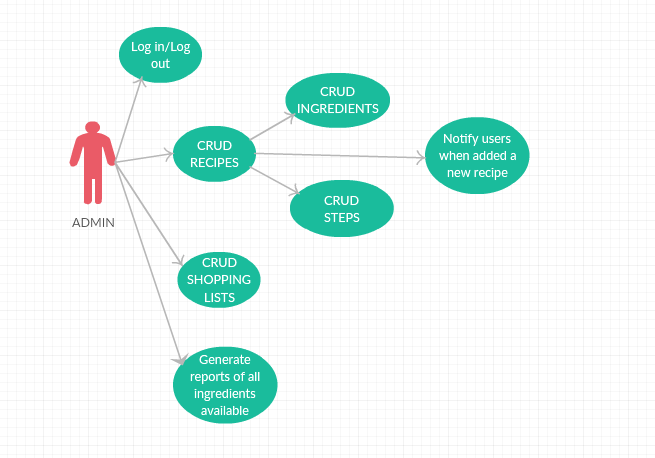 Log in/Log
out
CRUD
INGREDIENTS
CRUD
RECIPES
Notify users
when added a
new recipe
CRUD
STEPS
ADMIN
CRUD
SHOPPING
LISTS
Generate
reports of all
ingredients
available